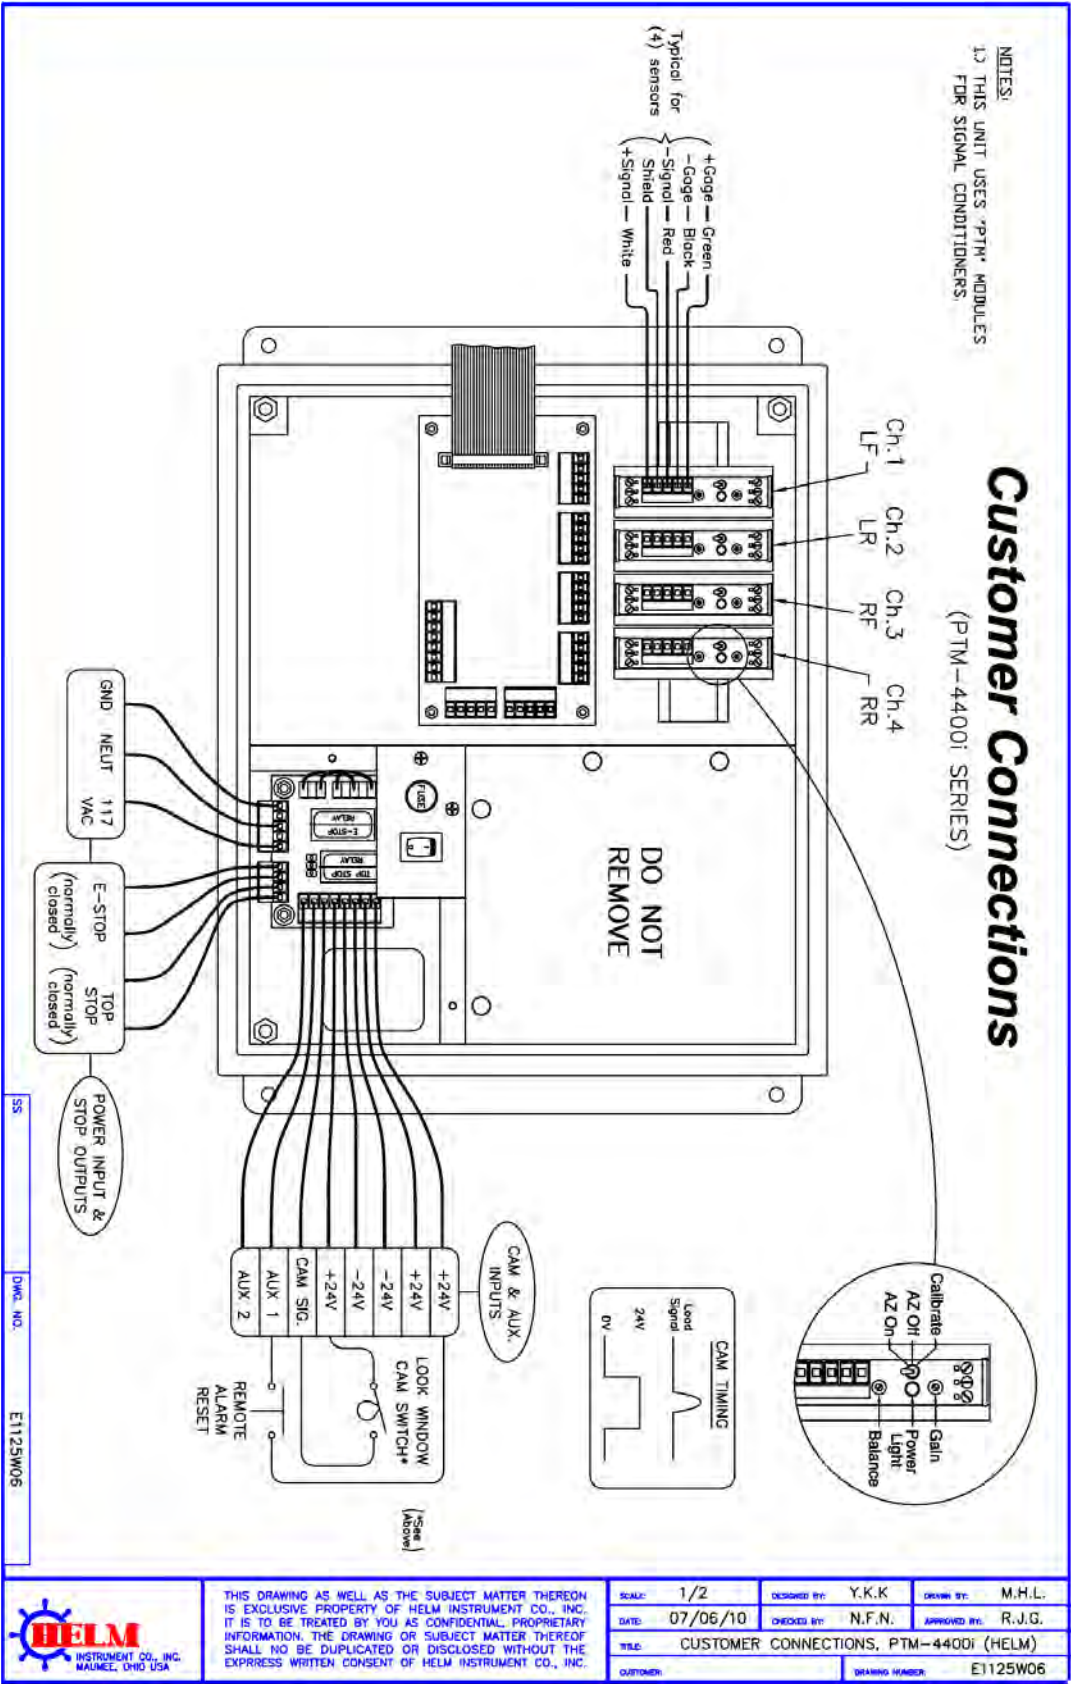 Customer Connections
(PTM-4400i SERIES)
NOTES:
1.) THIS UNIT USES "PTM" MODULES
FOR SIGNAL CONDITIONERS.
Typical for
(4) sensors
+Gage — Green
-Gage — Black
-Signal — Red
Shield
+Signal — White
Ch.1
LF
Ch.2
LR
Ch.3
RF
Ch.4
RR
DO NOT
REMOVE
FUSE
E-STOP
RELAY
TOP STOP
RELAY
GND
NEUT
117
VAC
E-STOP
(normally
closed)
TOP
STOP
(normally
closed)
POWER INPUT &
STOP OUTPUTS
CAM & AUX.
INPUTS
+24V
+24V
-24V
-24V
+24V
CAM SIG.
AUX 1
AUX 2
LOOK WINDOW
CAM SWITCH*
REMOTE
ALARM
RESET
(*See
Above)
CAM TIMING
Load
Signal
24V
0V
Calibrate
AZ Off
AZ On
Gain
Power
Light
Balance
SS.
DWG. NO.
E1125W06
HELM
INSTRUMENT CO., INC.
MAUMEE, OHIO USA
THIS DRAWING AS WELL AS THE SUBJECT MATTER THEREON
IS EXCLUSIVE PROPERTY OF HELM INSTRUMENT CO., INC.
IT IS TO BE TREATED BY YOU AS CONFIDENTIAL, PROPRIETARY
INFORMATION. THE DRAWING OR SUBJECT MATTER THEREOF
SHALL NO BE DUPLICATED OR DISCLOSED WITHOUT THE
EXPRRESS WRITTEN CONSENT OF HELM INSTRUMENT CO., INC.
SCALE: 1/2
DESIGNED BY: Y.K.K
DRAWN BY: M.H.L.
DATE: 07/06/10
CHECKED BY: N.F.N.
APPROVED BY: R.J.G.
TITLE: CUSTOMER CONNECTIONS, PTM-4400i (HELM)
CUSTOMER:
DRAWING NUMBER: E1125W06